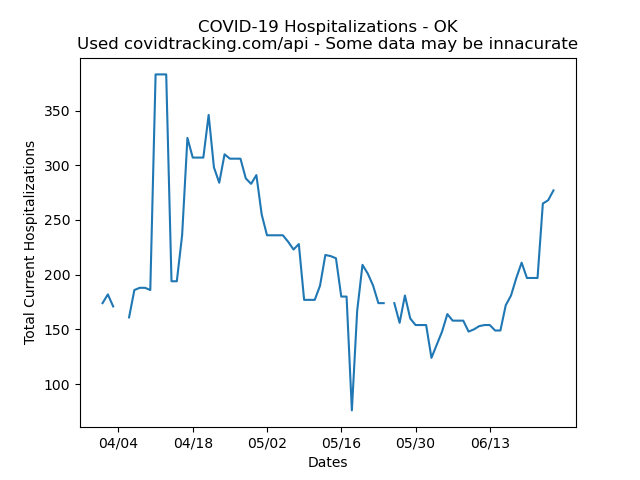 COVID-19 Hospitalizations - OK
Used covidtracking.com/api - Some data may be innacurate
Total Current Hospitalizations
350
300
250
200
150
100
04/04 04/18 05/02 05/16 05/30 06/13
Dates